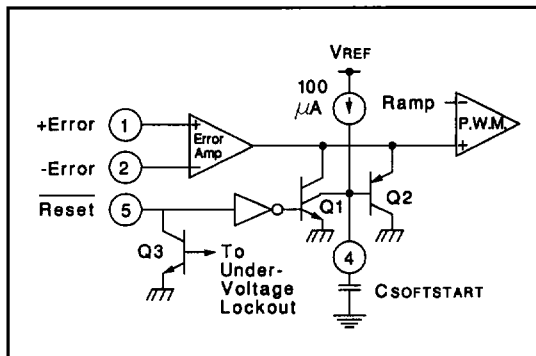 VREF
100
μA
Ramp
P.W.M.
+Error
1
+
Error
Amp
−
+
-Error
2
−
Reset
5
Q1
Q2
Q3
To
Under-
Voltage
Lockout
4
CSOFTSTART